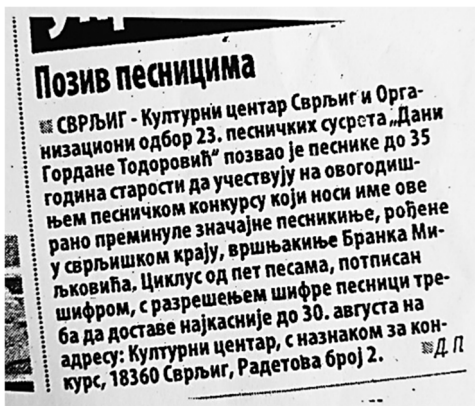 Позив песницима
СВРЉИГ - Културни центар Сврљиг и Орга-
низациони одбор 23. песничких сусрета „Дани
Гордане Тодоровић“ позвао је песнике до 35
година старости да учествују на овогодиш-
њем песничком конкурсу који носи име ове
рано преминуле значајне песникиње, рођене
у сврљишком крају, вршњакиње Бранка Ми-
љковића. Циклус од пет песама, потписан
шифром, с разрешењем шифре песници тре-
ба да доставе најкасније до 30. августа на
адресу: Културни центар, с назнаком за кон-
курс, 18360 Сврљиг, Радетова број 2. Д. П